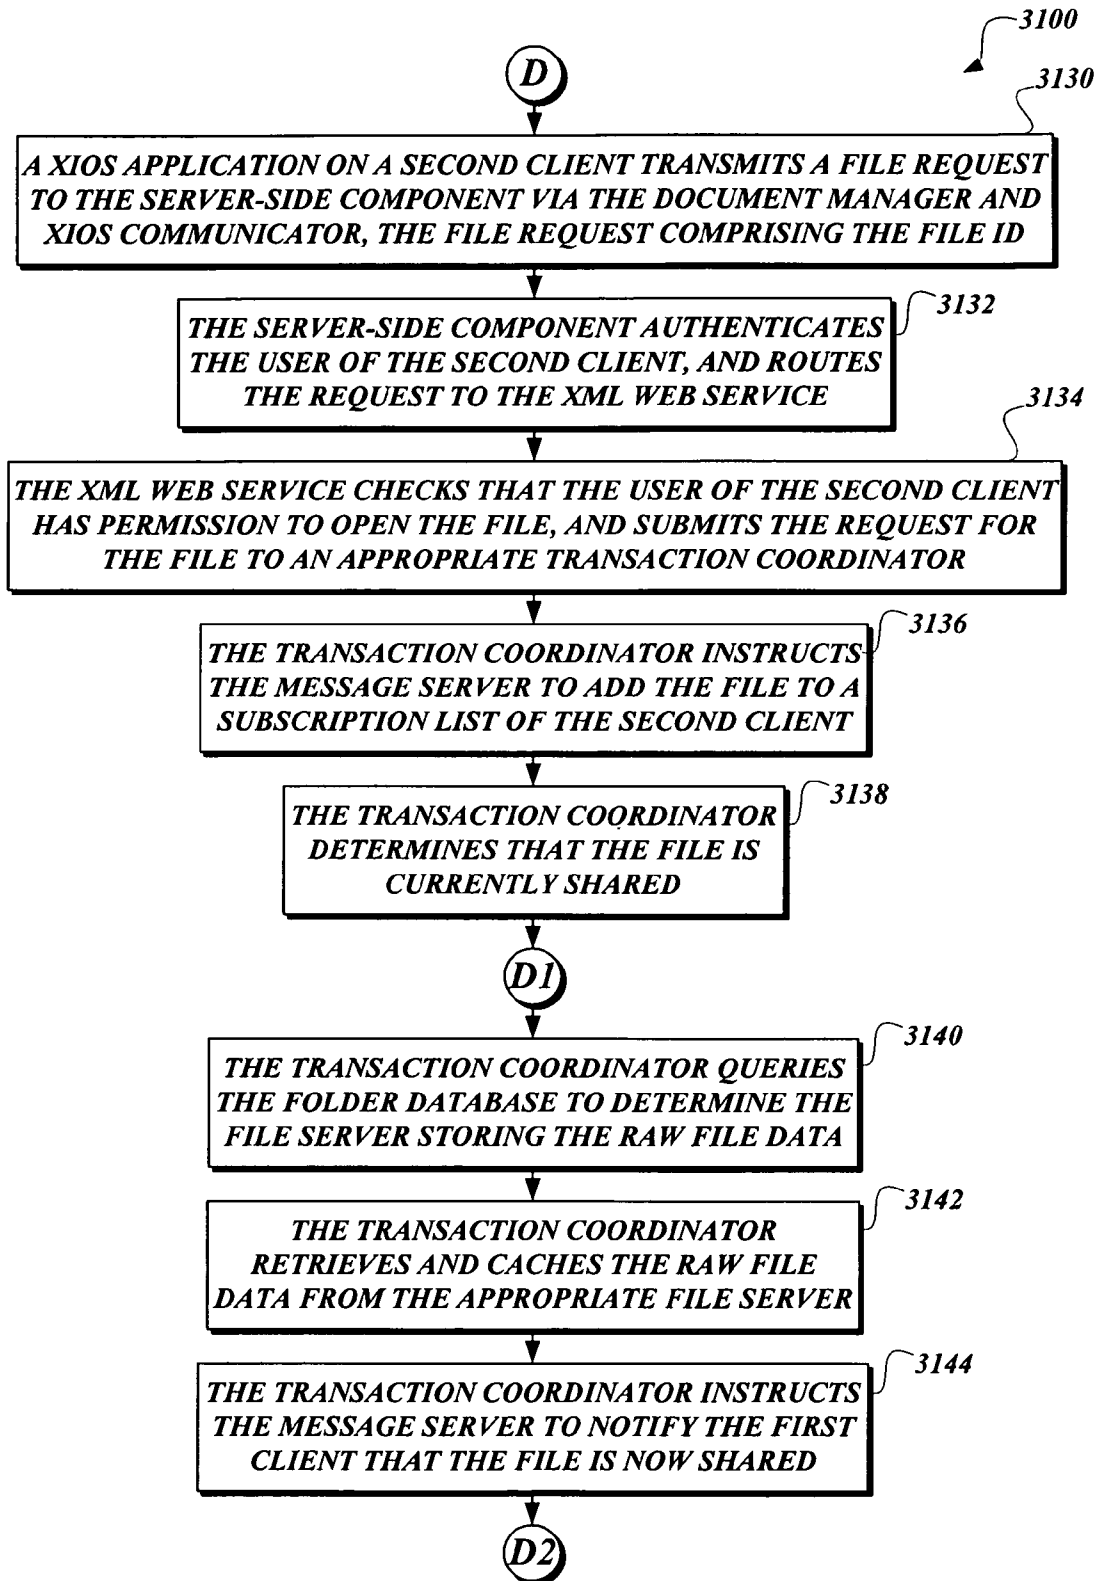 3100
D
3130
A XIOS APPLICATION ON A SECOND CLIENT TRANSMITS A FILE REQUEST
TO THE SERVER-SIDE COMPONENT VIA THE DOCUMENT MANAGER AND
XIOS COMMUNICATOR, THE FILE REQUEST COMPRISING THE FILE ID
3132
THE SERVER-SIDE COMPONENT AUTHENTICATES
THE USER OF THE SECOND CLIENT, AND ROUTES
THE REQUEST TO THE XML WEB SERVICE
3134
THE XML WEB SERVICE CHECKS THAT THE USER OF THE SECOND CLIENT
HAS PERMISSION TO OPEN THE FILE, AND SUBMITS THE REQUEST FOR
THE FILE TO AN APPROPRIATE TRANSACTION COORDINATOR
3136
THE TRANSACTION COORDINATOR INSTRUCTS
THE MESSAGE SERVER TO ADD THE FILE TO A
SUBSCRIPTION LIST OF THE SECOND CLIENT
3138
THE TRANSACTION COORDINATOR
DETERMINES THAT THE FILE IS
CURRENTLY SHARED
D1
3140
THE TRANSACTION COORDINATOR QUERIES
THE FOLDER DATABASE TO DETERMINE THE
FILE SERVER STORING THE RAW FILE DATA
3142
THE TRANSACTION COORDINATOR
RETRIEVES AND CACHES THE RAW FILE
DATA FROM THE APPROPRIATE FILE SERVER
3144
THE TRANSACTION COORDINATOR INSTRUCTS
THE MESSAGE SERVER TO NOTIFY THE FIRST
CLIENT THAT THE FILE IS NOW SHARED
D2